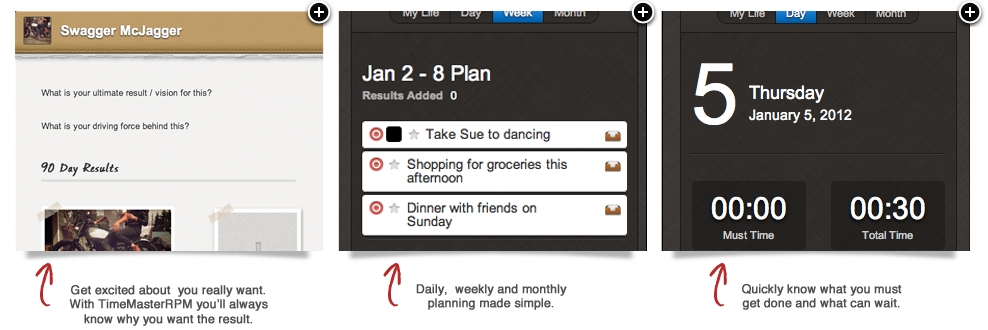 Swagger McJagger
What is your ultimate result / vision for this?
What is your driving force behind this?
90 Day Results
Get excited about you really want.
With TimeMasterRPM you'll always
know why you want the result.
My Life Day Week Month
Jan 2 - 8 Plan
Results Added 0
Take Sue to dancing
Shopping for groceries this
afternoon
Dinner with friends on
Sunday
Daily, weekly and monthly
planning made simple.
My Life Day Week Month
5
Thursday
January 5, 2012
00:00 00:30
Must Time Total Time
Quickly know what you must
get done and what can wait.